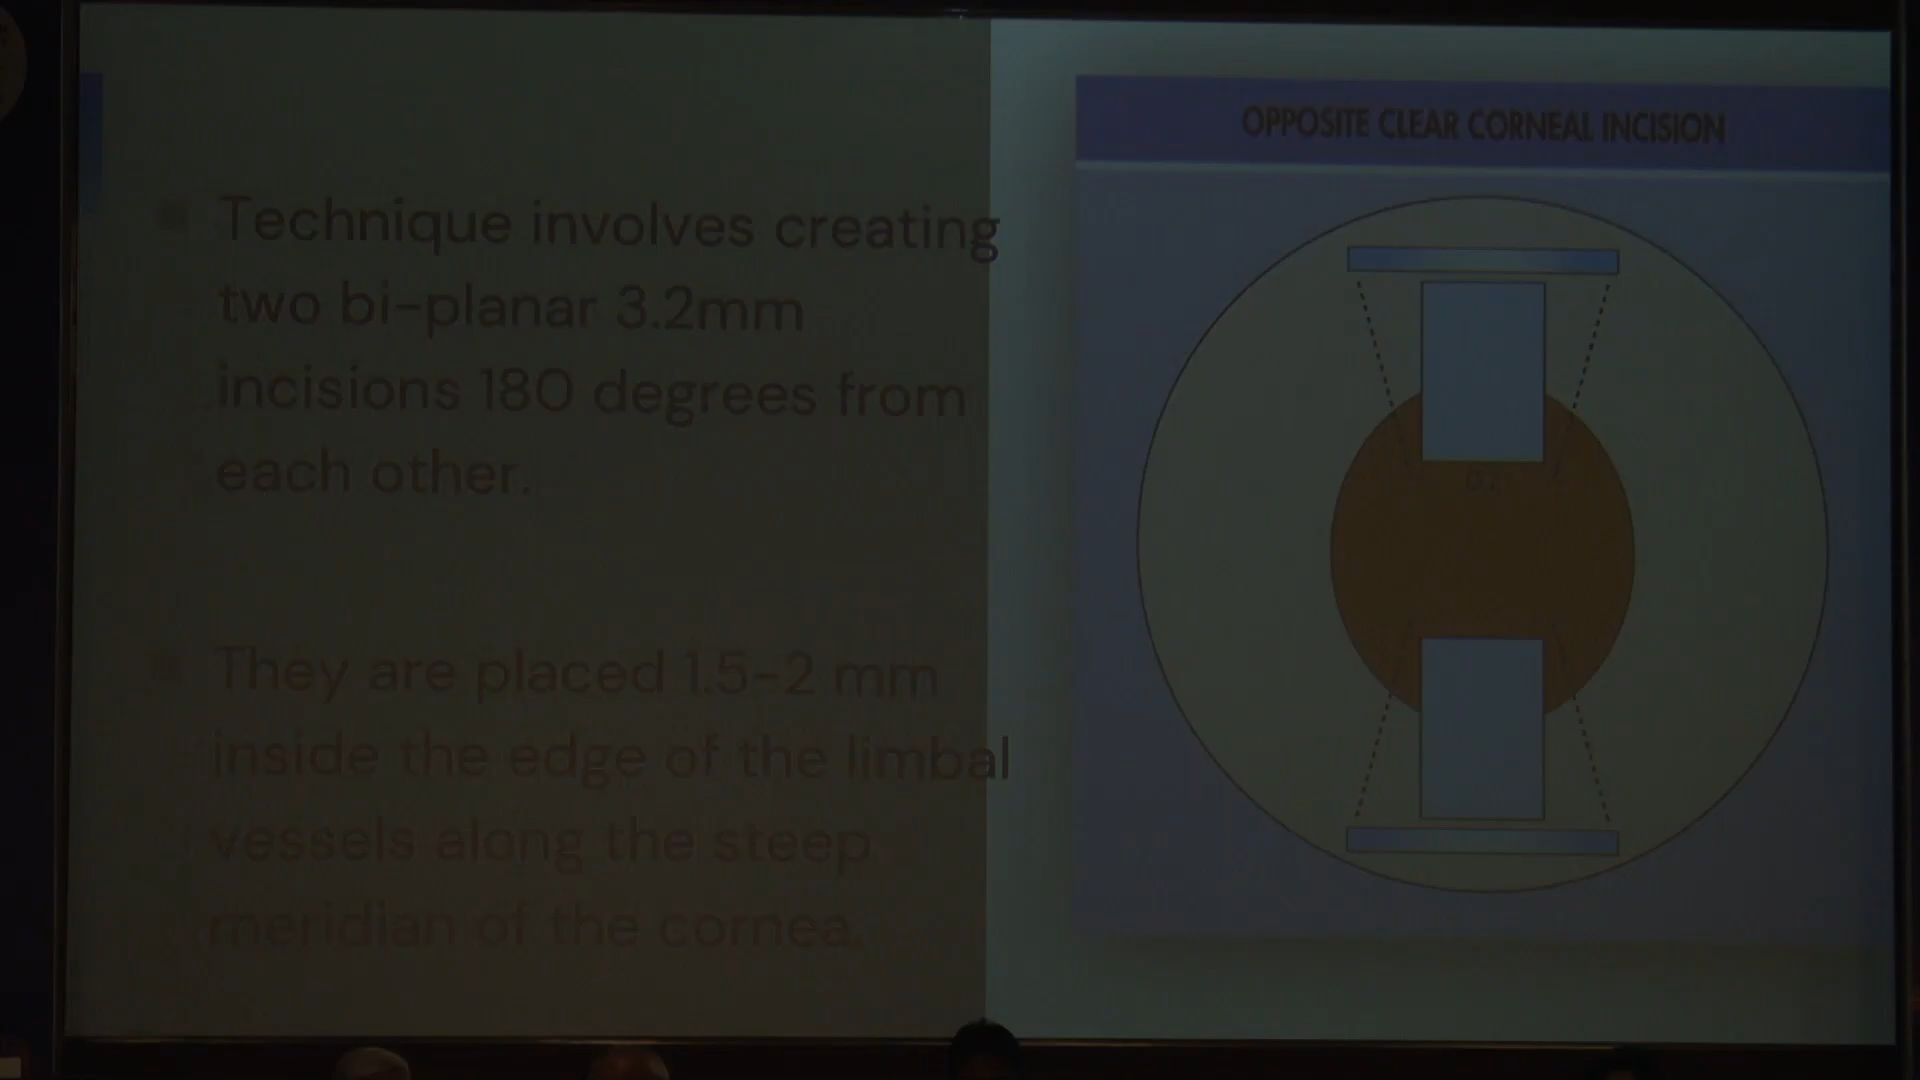 Technique involves creating
two bi-planar 3.2mm
incisions 180 degrees from
each other.
They are placed 1.5-2 mm
inside the edge of the limbal
vessels along the steep
meridian of the cornea.
OPPOSITE CLEAR CORNEAL INCISION